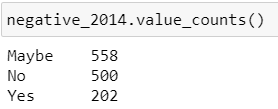 negative_2014.value_counts()
Maybe 558
No 500
Yes 202